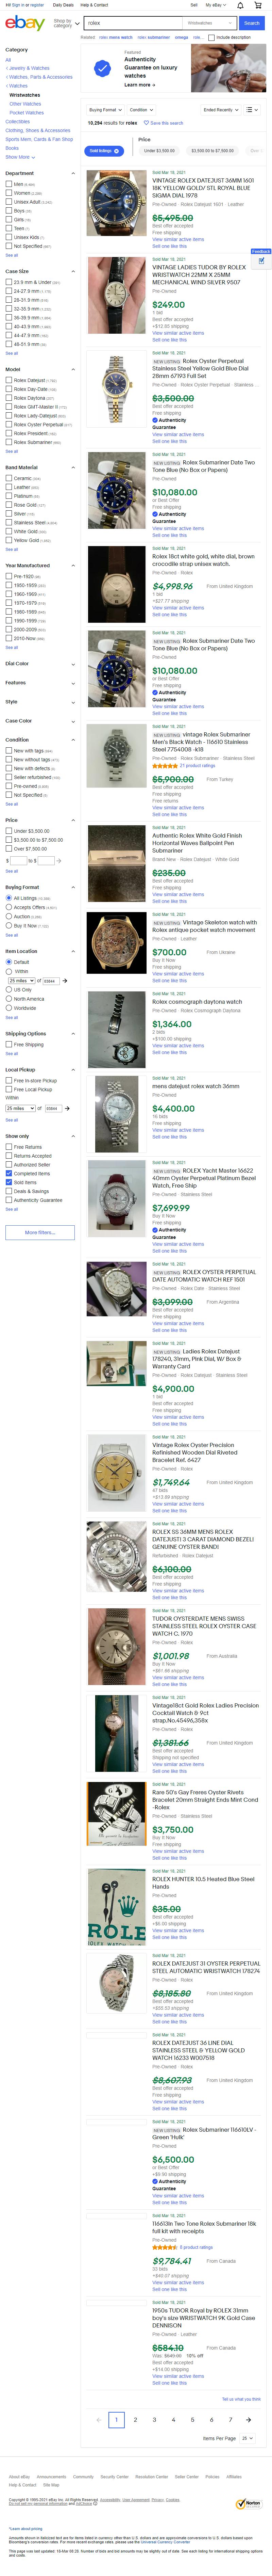 Hi! Sign in or register
Daily Deals
Help & Contact
Sell
My eBay
ebay
Shop by category
rolex
Wristwatches
Search
Related: rolex mens watch rolex submariner omega
Include description
Category
All
Jewelry & Watches
Watches, Parts & Accessories
Watches
Wristwatches
Other Watches
Pocket Watches
Collectibles
Clothing, Shoes & Accessories
Sports Mem, Cards & Fan Shop
Books
Show More
Featured
Authenticity Guarantee on luxury watches
Learn more
Buying Format
Condition
Ended Recently
10,294 results for rolex
Save this search
Sold listings
Price
Under $3,500.00
$3,500.00 to $7,500.00
Department
Men
Women
Unisex Adult
Boys
Girls
Teen
Unisex Kids
Not Specified
See all
Case Size
23.9 mm & Under
24-27.9 mm
28-31.9 mm
32-35.9 mm
36-39.9 mm
40-43.9 mm
44-47.9 mm
48-51.9 mm
See all
Model
Rolex Datejust
Rolex Day-Date
Rolex Daytona
Rolex GMT-Master II
Rolex Lady-Datejust
Rolex Oyster Perpetual
Rolex President
Rolex Submariner
See all
Band Material
Ceramic
Leather
Platinum
Rose Gold
Silver
Stainless Steel
White Gold
Yellow Gold
See all
Year Manufactured
Pre-1920
1950-1959
1960-1969
1970-1979
1980-1989
1990-1999
2000-2009
2010-Now
See all
Dial Color
Features
Style
Case Color
Condition
New with tags
New without tags
New with defects
Seller refurbished
Pre-owned
Not Specified
See all
Price
Under $3,500.00
$3,500.00 to $7,500.00
Over $7,500.00
$ to $
See all
Buying Format
All Listings
Accepts Offers
Auction
Buy It Now
See all
Item Location
Default
Within
25 miles of
US Only
North America
Worldwide
See all
Shipping Options
Free Shipping
See all
Local Pickup
Free In-store Pickup
Free Local Pickup
Within
25 miles of
See all
Show only
Free Returns
Returns Accepted
Authorized Seller
Completed Items
Sold Items
Deals & Savings
Authenticity Guarantee
See all
More filters...
Sold Mar 18, 2021
VINTAGE ROLEX DATEJUST 36MM 1601 18K YELLOW GOLD STL ROYAL BLUE SIGMA DIAL 1978
Pre-Owned · Rolex Datejust 1601 · Leather
$5,495.00
Best offer accepted
Free shipping
View similar active items
Sell one like this
Sold Mar 18, 2021
VINTAGE LADIES TUDOR BY ROLEX WRISTWATCH 22MM X 25MM MECHANICAL WIND SILVER 9507
Pre-Owned
$249.00
1 bid
Best offer accepted
+$12.60 shipping
View similar active items
Sell one like this
Sold Mar 18, 2021
NEW LISTING Rolex Oyster Perpetual Stainless Steel Yellow Gold Blue Dial 28mm 67193 Full Set
Pre-Owned · Rolex Oyster Perpetual · Stainless ...
$3,500.00
Best offer accepted
Free shipping
Authenticity Guarantee
View similar active items
Sell one like this
Sold Mar 18, 2021
NEW LISTING Rolex Submariner Date Two Tone Blue (No Box or Papers)
Pre-Owned
$10,080.00
or Best Offer
Free shipping
Authenticity Guarantee
View similar active items
Sell one like this
Sold Mar 18, 2021
Rolex 18ct white gold, white dial, brown crocodile strap unisex watch.
Pre-Owned · Rolex
$4,998.96
From United Kingdom
1 bid
+$27.77 shipping
View similar active items
Sell one like this
Sold Mar 18, 2021
NEW LISTING Rolex Submariner Date Two Tone Blue (No Box or Papers)
Pre-Owned
$10,080.00
or Best Offer
Free shipping
Authenticity Guarantee
View similar active items
Sell one like this
Sold Mar 18, 2021
NEW LISTING vintage Rolex Submariner Men's Black Watch - 116610 Stainless Steel 7754008 -k18
Pre-Owned · Rolex Submariner · Stainless Steel
21 product ratings
$5,900.00
From Turkey
Best offer accepted
Free shipping
Free returns
View similar active items
Sell one like this
Sold Mar 18, 2021
Authentic Rolex White Gold Finish Horizontal Waves Ballpoint Pen Submariner
Brand New · Rolex Datejust · White Gold
$235.00
Best offer accepted
Free shipping
View similar active items
Sell one like this
Sold Mar 18, 2021
NEW LISTING Vintage Skeleton watch with Rolex antique pocket watch movement
Pre-Owned · Leather
$700.00
From Ukraine
Buy It Now
Free shipping
View similar active items
Sell one like this
Sold Mar 18, 2021
Rolex cosmograph daytona watch
Pre-Owned · Rolex Cosmograph Daytona
$1,364.00
2 bids
+$100.00 shipping
View similar active items
Sell one like this
Sold Mar 18, 2021
mens datejust rolex watch 36mm
Pre-Owned
$4,400.00
16 bids
Free shipping
View similar active items
Sell one like this
Sold Mar 18, 2021
NEW LISTING ROLEX Yacht Master 16622 40mm Oyster Perpetual Platinum Bezel Watch, Free Ship
Pre-Owned · Stainless Steel
$7,699.99
Buy It Now
Free shipping
Authenticity Guarantee
View similar active items
Sell one like this
Sold Mar 18, 2021
NEW LISTING ROLEX OYSTER PERPETUAL DATE AUTOMATIC WATCH REF 1501
Pre-Owned · Rolex Date · Stainless Steel
$3,099.00
From Argentina
Best offer accepted
Free shipping
View similar active items
Sell one like this
Sold Mar 18, 2021
NEW LISTING Ladies Rolex Datejust 178240, 31mm, Pink Dial, W/ Box & Warranty Card
Pre-Owned · Rolex Datejust · Stainless Steel
$4,900.00
1 bid
Best offer accepted
Free shipping
View similar active items
Sell one like this
Sold Mar 18, 2021
Vintage Rolex Oyster Precision Refinished Wooden Dial Riveted Bracelet Ref. 6427
Pre-Owned · Rolex
$1,749.64
From United Kingdom
47 bids
+$13.89 shipping
View similar active items
Sell one like this
Sold Mar 18, 2021
ROLEX SS 36MM MENS ROLEX DATEJUSTI 3 CARAT DIAMOND BEZELI GENUINE OYSTER BANDI
Refurbished · Rolex Datejust
$6,100.00
Best offer accepted
Free shipping
View similar active items
Sell one like this
Sold Mar 18, 2021
TUDOR OYSTERDATE MENS SWISS STAINLESS STEEL ROLEX OYSTER CASE WATCH C. 1970
Pre-Owned · Rolex
$1,001.98
From Australia
Buy It Now
+$61.88 shipping
View similar active items
Sell one like this
Sold Mar 18, 2021
Vintage18ct Gold Rolex Ladies Precision Cocktail Watch & 9ct strap,No.45496,358x
Pre-Owned · Rolex
$1,381.66
From United Kingdom
Best offer accepted
Shipping not specified
View similar active items
Sell one like this
Sold Mar 18, 2021
Rare 50's Gay Freres Oyster Rivets Bracelet 20mm Straight Ends Mint Cond -Rolex
Pre-Owned · Stainless Steel
$3,750.00
Buy It Now
Free shipping
View similar active items
Sell one like this
Sold Mar 18, 2021
ROLEX HUNTER 10.5 Heated Blue Steel Hands
Pre-Owned
$35.00
Best offer accepted
+$5.00 shipping
View similar active items
Sell one like this
ROLEX
Sold Mar 18, 2021
ROLEX DATEJUST 31 OYSTER PERPETUAL STEEL AUTOMATIC WRISTWATCH 178274
Pre-Owned · Rolex
$8,185.80
From United Kingdom
Best offer accepted
+$55.53 shipping
View similar active items
Sell one like this
Sold Mar 18, 2021
ROLEX DATEJUST 36 LINE DIAL STAINLESS STEEL & YELLOW GOLD WATCH 16233 W007518
Pre-Owned · Rolex
$8,607.93
From United Kingdom
Best offer accepted
Free shipping
View similar active items
Sell one like this
Sold Mar 18, 2021
NEW LISTING Rolex Submariner 116610LV - Green 'Hulk'
Pre-Owned
$6,500.00
or Best Offer
+$9.90 shipping
Authenticity Guarantee
View similar active items
Sell one like this
Sold Mar 18, 2021
116613ln Two Tone Rolex Submariner 18k full kit with receipts
Pre-Owned
5 product ratings
$9,784.41
From Canada
33 bids
+$45.07 shipping
View similar active items
Sell one like this
Sold Mar 18, 2021
1950s TUDOR Royal by ROLEX 31mm boy's size WRISTWATCH 9K Gold Case DENNISON
Pre-Owned · Leather
$584.10
From Canada
Was: $649.00 10% off
Best offer accepted
+$14.00 shipping
View similar active items
Sell one like this
Tell us what you think
1 2 3 4 5 6 7
Items Per Page 25
Feedback
About eBay Announcements Community Security Center Resolution Center Seller Center Policies Affiliates
Help & Contact Site Map
Norton
Learn about pricing